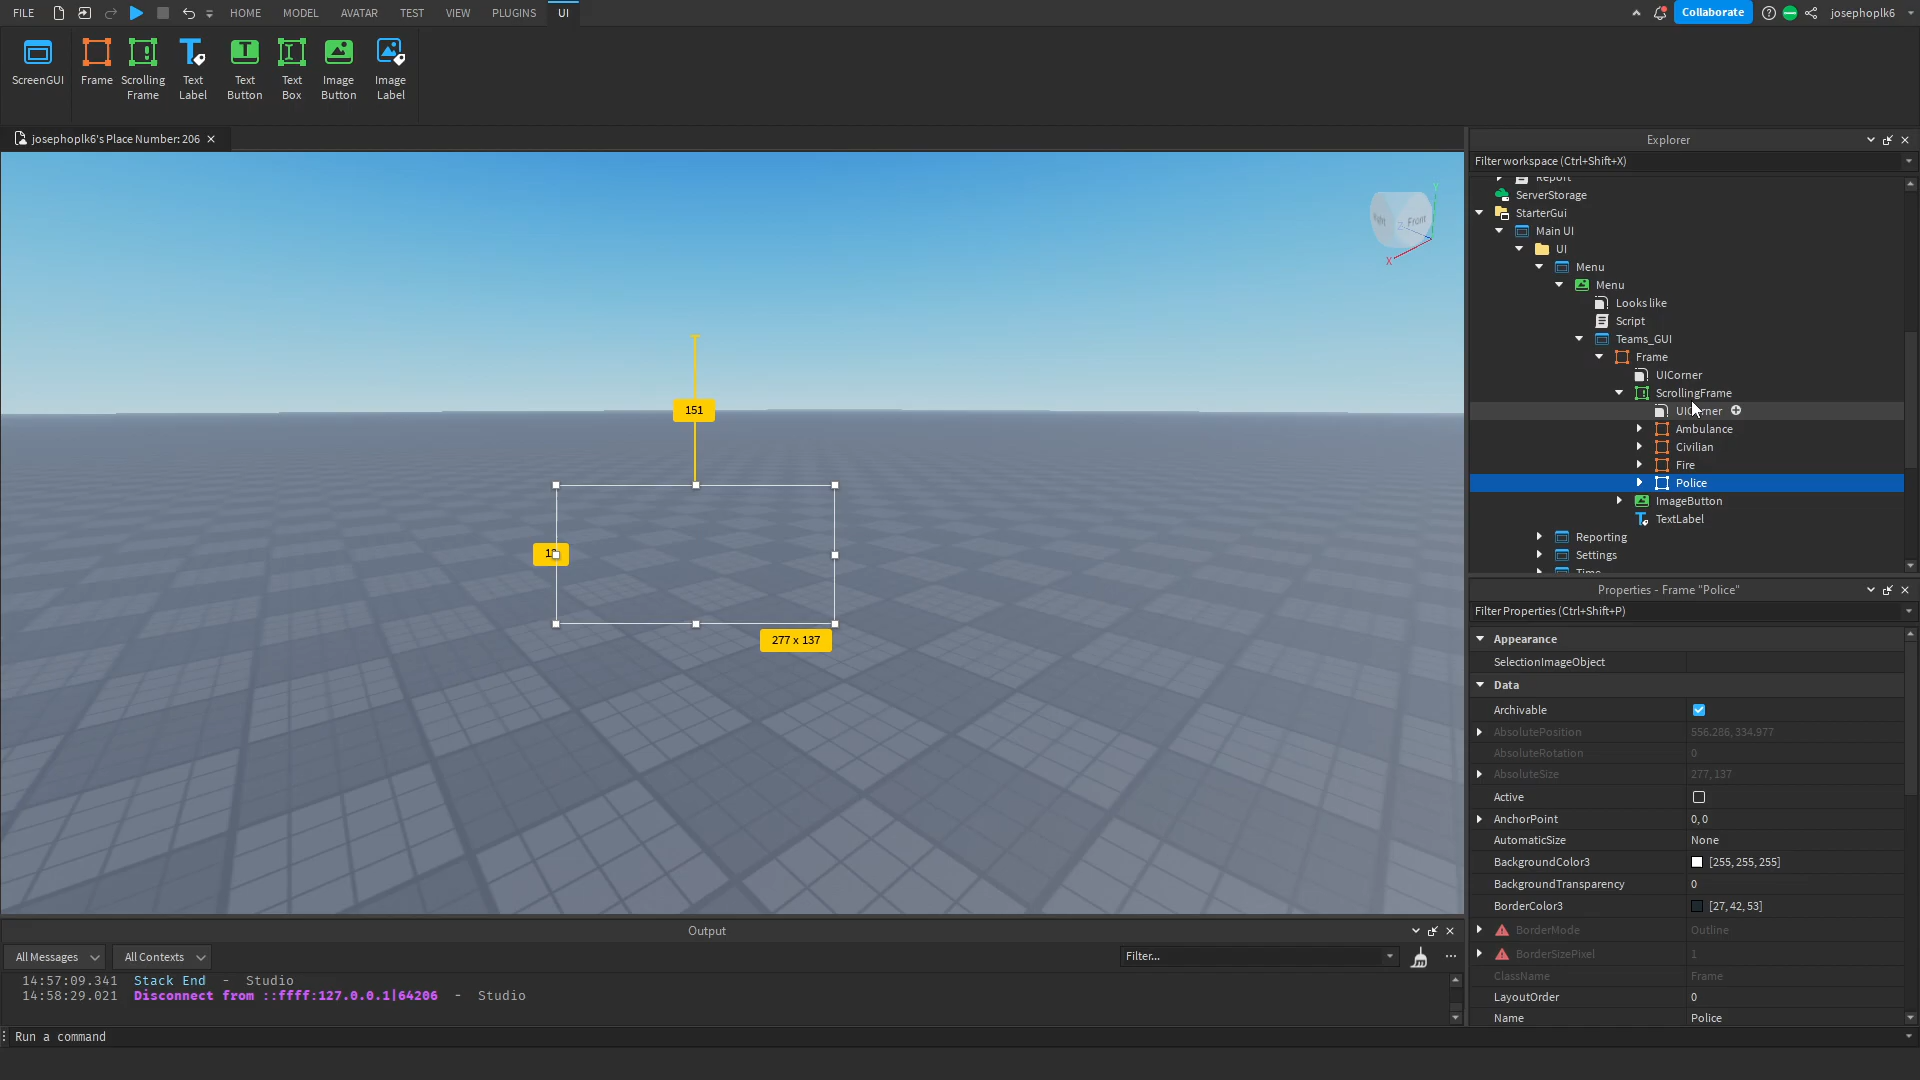 FILE HOME MODEL AVATAR TEST VIEW PLUGINS UI Collaborate josephoplk6
ScreenGUI Frame Scrolling Frame Text Label Text Button Text Box Image Button Image Label
josephoplk6's Place Number: 206
Right Front
Y
Z
X
151
277 x 137
Explorer
Filter workspace (Ctrl+Shift+X)
Report
ServerStorage
StarterGui
Main UI
UI
Menu
Menu
Looks like
Script
Teams_GUI
Frame
UICorner
ScrollingFrame
UICorner
Ambulance
Civilian
Fire
Police
ImageButton
TextLabel
Reporting
Settings
Time
Properties - Frame "Police"
Filter Properties (Ctrl+Shift+P)
Appearance
SelectionImageObject
Data
Archivable
AbsolutePosition 556.286, 334.977
AbsoluteRotation 0
AbsoluteSize 277, 137
Active
AnchorPoint 0, 0
AutomaticSize None
BackgroundColor3 [255, 255, 255]
BackgroundTransparency 0
BorderColor3 [27, 42, 53]
BorderMode Outline
BorderSizePixel 1
ClassName Frame
LayoutOrder 0
Name Police
Output
All Messages All Contexts Filter...
14:57:09.341 Stack End - Studio
14:58:29.021 Disconnect from ::ffff:127.0.0.1|64206 - Studio
Run a command